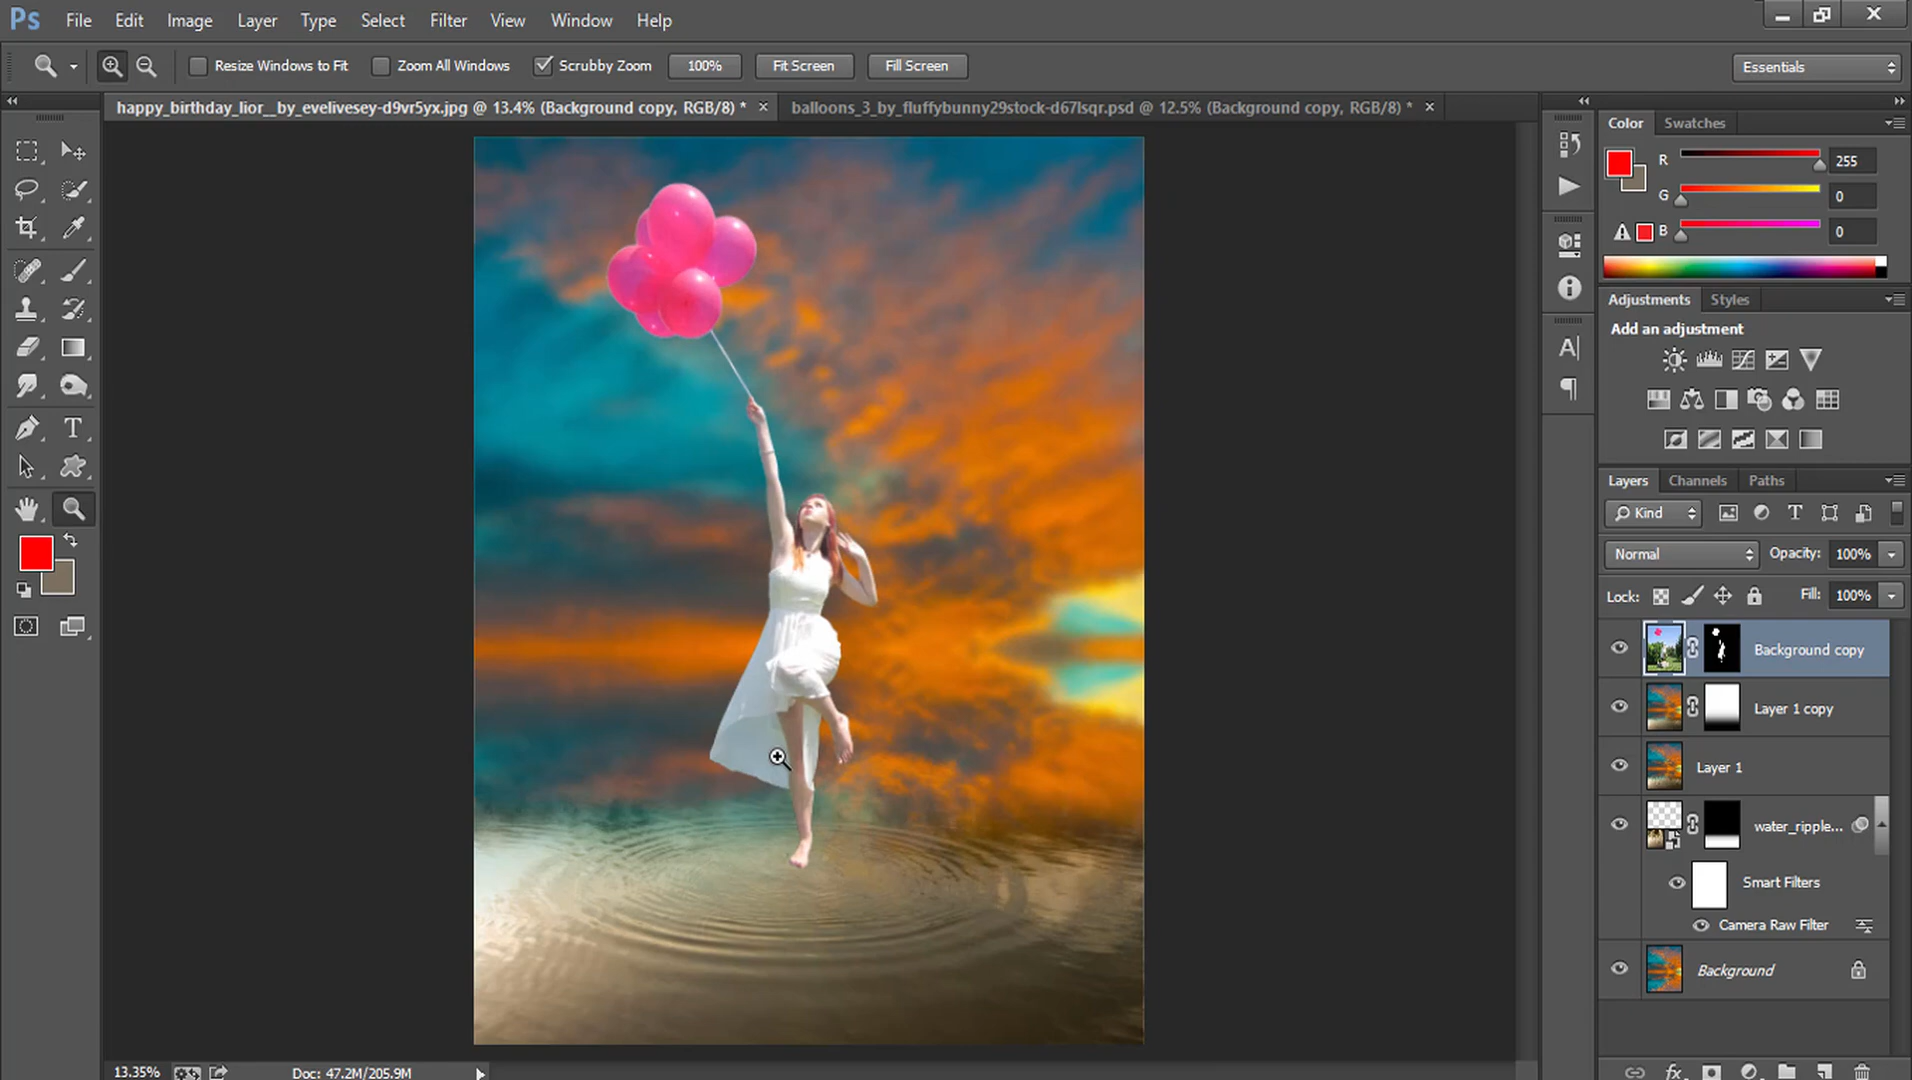 Ps File Edit Image Layer Type Select Filter View Window Help
Resize Windows to Fit Zoom All Windows Scrubby Zoom 100% Fit Screen Fill Screen Essentials
happy_birthday_lior__by_evelivesey-d9vr5yx.jpg @ 13.4% (Background copy, RGB/8) * balloons_3_by_fluffybunny29stock-d67lsqr.psd @ 12.5% (Background copy, RGB/8) *
Color Swatches
R 255
G 0
B 0
Adjustments Styles
Add an adjustment
Layers Channels Paths
Kind
Normal Opacity: 100%
Lock: Fill: 100%
Background copy
Layer 1 copy
Layer 1
water_ripple...
Smart Filters
Camera Raw Filter
Background
13.35% Doc: 47.2M/205.9M